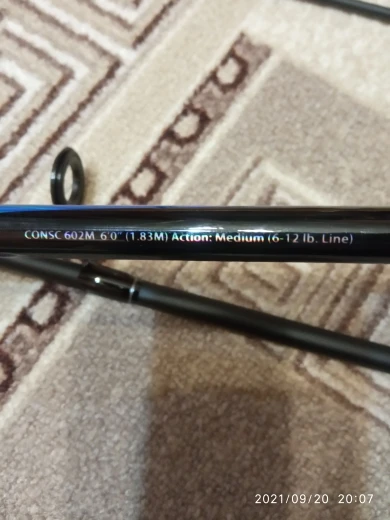 CONSC 602M 6'0" (1.83M) Action: Medium (6-12 lb. Line)
2021/09/20 20:07